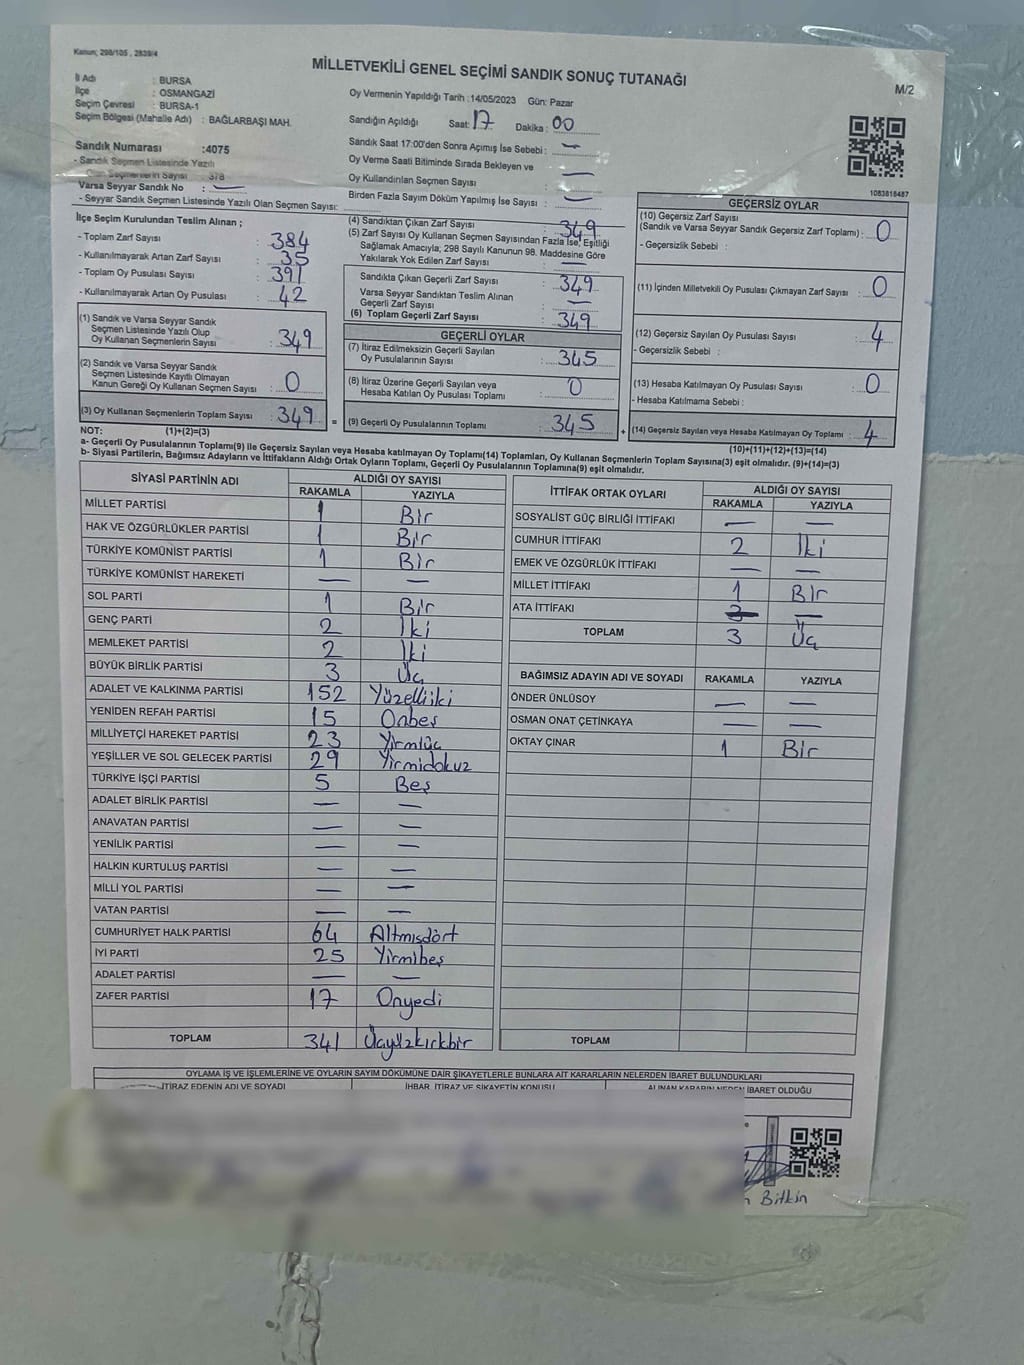 Kanun; 298/105 , 2839/4
MİLLETVEKİLİ GENEL SEÇİMİ SANDIK SONUÇ TUTANAĞI
M/2
İl Adı : BURSA
İlçe : OSMANGAZİ
Seçim Çevresi : BURSA-1
Seçim Bölgesi (Mahalle Adı) : BAĞLARBAŞI MAH.
Sandık Numarası :4075
- Sandık Seçmen Listesinde Yazılı
Olan Seçmenlerin Sayısı : 378
Varsa Seyyar Sandık No : —
- Seyyar Sandık Seçmen Listesinde Yazılı Olan Seçmen Sayısı:
Oy Vermenin Yapıldığı Tarih :14/05/2023 Gün: Pazar
Sandığın Açıldığı Saat: 17 Dakika : 00
Sandık Saat 17:00'den Sonra Açımış İse Sebebi : —
Oy Verme Saati Bitiminde Sırada Bekleyen ve
Oy Kullandırılan Seçmen Sayısı : —
Birden Fazla Sayım Döküm Yapılmış İse Sayısı : —
1083816487
İlçe Seçim Kurulundan Teslim Alınan ;
- Toplam Zarf Sayısı : 384
- Kullanılmayarak Artan Zarf Sayısı : 35
- Toplam Oy Pusulası Sayısı : 391
- Kullanılmayarak Artan Oy Pusulası : 42
(1) Sandık ve Varsa Seyyar Sandık
Seçmen Listesinde Yazılı Olup
Oy Kullanan Seçmenlerin Sayısı : 349
(2) Sandık ve Varsa Seyyar Sandık
Seçmen Listesinde Kayıtlı Olmayan
Kanun Gereği Oy Kullanan Seçmen Sayısı : 0
(3) Oy Kullanan Seçmenlerin Toplam Sayısı : 349 =
(4) Sandıktan Çıkan Zarf Sayısı : 349
(5) Zarf Sayısı Oy Kullanan Seçmen Sayısından Fazla İse, Eşitliği
Sağlamak Amacıyla, 298 Sayılı Kanunun 98. Maddesine Göre
Yakılarak Yok Edilen Zarf Sayısı : —
Sandıkta Çıkan Geçerli Zarf Sayısı : 349
Varsa Seyyar Sandıktan Teslim Alınan
Geçerli Zarf Sayısı : —
(6) Toplam Geçerli Zarf Sayısı : 349
GEÇERLİ OYLAR
(7) İtiraz Edilmeksizin Geçerli Sayılan
Oy Pusulalarının Sayısı : 345
(8) İtiraz Üzerine Geçerli Sayılan veya
Hesaba Katılan Oy Pusulası Toplamı : 0
(9) Geçerli Oy Pusulalarının Toplamı : 345 +
GEÇERSİZ OYLAR
(10) Geçersiz Zarf Sayısı
(Sandık ve Varsa Seyyar Sandık Geçersiz Zarf Toplamı) : 0
- Geçersizlik Sebebi :
(11) İçinden Milletvekili Oy Pusulası Çıkmayan Zarf Sayısı : 0
(12) Geçersiz Sayılan Oy Pusulası Sayısı : 4
- Geçersizlik Sebebi :
(13) Hesaba Katılmayan Oy Pusulası Sayısı : 0
- Hesaba Katılmama Sebebi :
(14) Geçersiz Sayılan veya Hesaba Katılmayan Oy Toplamı : 4
NOT: (1)+(2)=(3) (10)+(11)+(12)+(13)=(14)
a- Geçerli Oy Pusulalarının Toplamı(9) ile Geçersiz Sayılan veya Hesaba katılmayan Oy Toplamı(14) Toplamları, Oy Kullanan Seçmenlerin Toplam Sayısına(3) eşit olmalıdır. (9)+(14)=(3)
b- Siyasi Partilerin, Bağımsız Adayların ve İttifakların Aldığı Ortak Oyların Toplamı, Geçerli Oy Pusulalarının Toplamına(9) eşit olmalıdır.
SİYASİ PARTİNİN ADI ALDIĞI OY SAYISI
RAKAMLA YAZIYLA
MİLLET PARTİSİ 1 Bir
HAK VE ÖZGÜRLÜKLER PARTİSİ 1 Bir
TÜRKİYE KOMÜNİST PARTİSİ 1 Bir
TÜRKİYE KOMÜNİST HAREKETİ — —
SOL PARTİ 1 Bir
GENÇ PARTİ 2 İki
MEMLEKET PARTİSİ 2 İki
BÜYÜK BİRLİK PARTİSİ 3 Üç
ADALET VE KALKINMA PARTİSİ 152 Yüzelliiki
YENİDEN REFAH PARTİSİ 15 Onbeş
MİLLİYETÇİ HAREKET PARTİSİ 23 Yirmiüç
YEŞİLLER VE SOL GELECEK PARTİSİ 29 Yirmidokuz
TÜRKİYE İŞÇİ PARTİSİ 5 Beş
ADALET BİRLİK PARTİSİ — —
ANAVATAN PARTİSİ — —
YENİLİK PARTİSİ — —
HALKIN KURTULUŞ PARTİSİ — —
MİLLİ YOL PARTİSİ — —
VATAN PARTİSİ — —
CUMHURİYET HALK PARTİSİ 64 Altmışdört
İYİ PARTİ 25 Yirmibeş
ADALET PARTİSİ — —
ZAFER PARTİSİ 17 Onyedi
TOPLAM 341 Üçyüzkırkbir
İTTİFAK ORTAK OYLARI ALDIĞI OY SAYISI
RAKAMLA YAZIYLA
SOSYALİST GÜÇ BİRLİĞİ İTTİFAKI — —
CUMHUR İTTİFAKI 2 İki
EMEK VE ÖZGÜRLÜK İTTİFAKI — —
MİLLET İTTİFAKI 1 Bir
ATA İTTİFAKI — —
TOPLAM 3 Üç
BAĞIMSIZ ADAYIN ADI VE SOYADI RAKAMLA YAZIYLA
ÖNDER ÜNLÜSOY — —
OSMAN ONAT ÇETİNKAYA — —
OKTAY ÇINAR 1 Bir
TOPLAM
OYLAMA İŞ VE İŞLEMLERİNE VE OYLARIN SAYIM DÖKÜMÜNE DAİR ŞİKAYETLERLE BUNLARA AİT KARARLARIN NELERDEN İBARET BULUNDUKLARI
İTİRAZ EDENİN ADI VE SOYADI İHBAR, İTİRAZ VE ŞİKAYETİN KONUSU ALINAN KARARIN NEDEN İBARET OLDUĞU
Bitkin